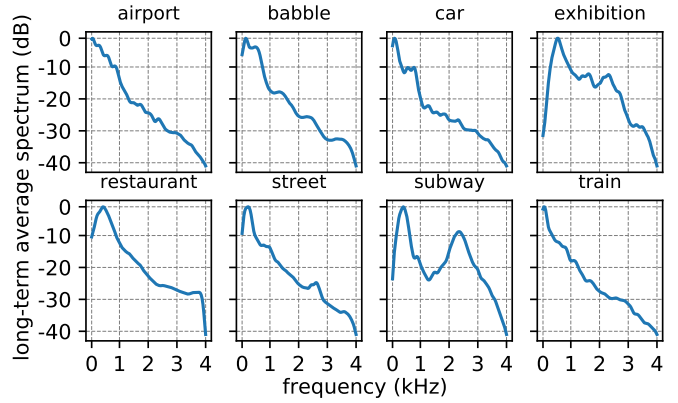 airport babble car exhibition
0
-10
-20
-30
-40
restaurant street subway train
0
-10
-20
-30
-40
0 1 2 3 4 0 1 2 3 4 0 1 2 3 4 0 1 2 3 4
frequency (kHz)
long-term average spectrum (dB)